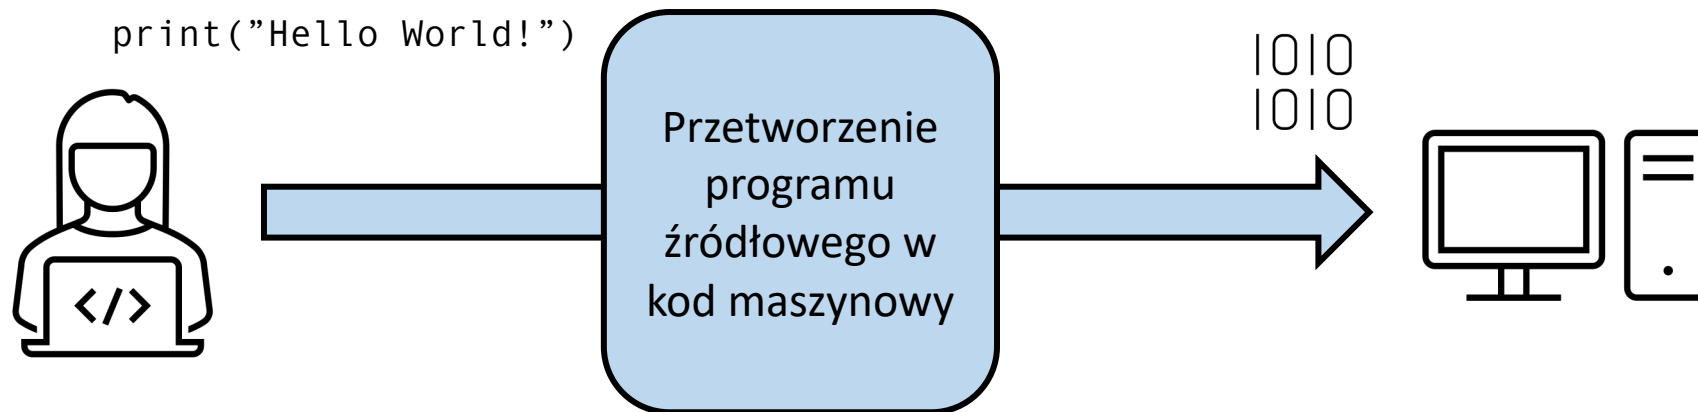 print(”Hello World!”)
Przetworzenie
programu
źródłowego w
kod maszynowy
1010
1010
</>